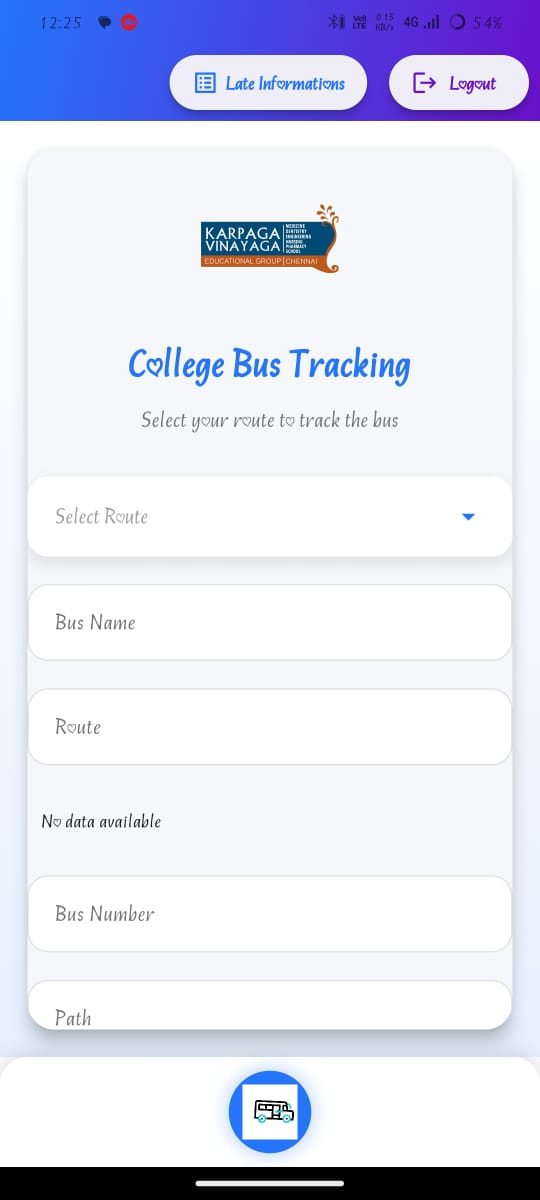 12:25
Vol LTE
0.15 KB/s
4G
54%
Late Informations
Logout
KARPAGA
VINAYAGA
MEDICINE
DENTISTRY
ENGINEERING
NURSING
PHARMACY
SCHOOL
EDUCATIONAL GROUP | CHENNAI
College Bus Tracking
Select your route to track the bus
Select Route
Bus Name
Route
No data available
Bus Number
Path